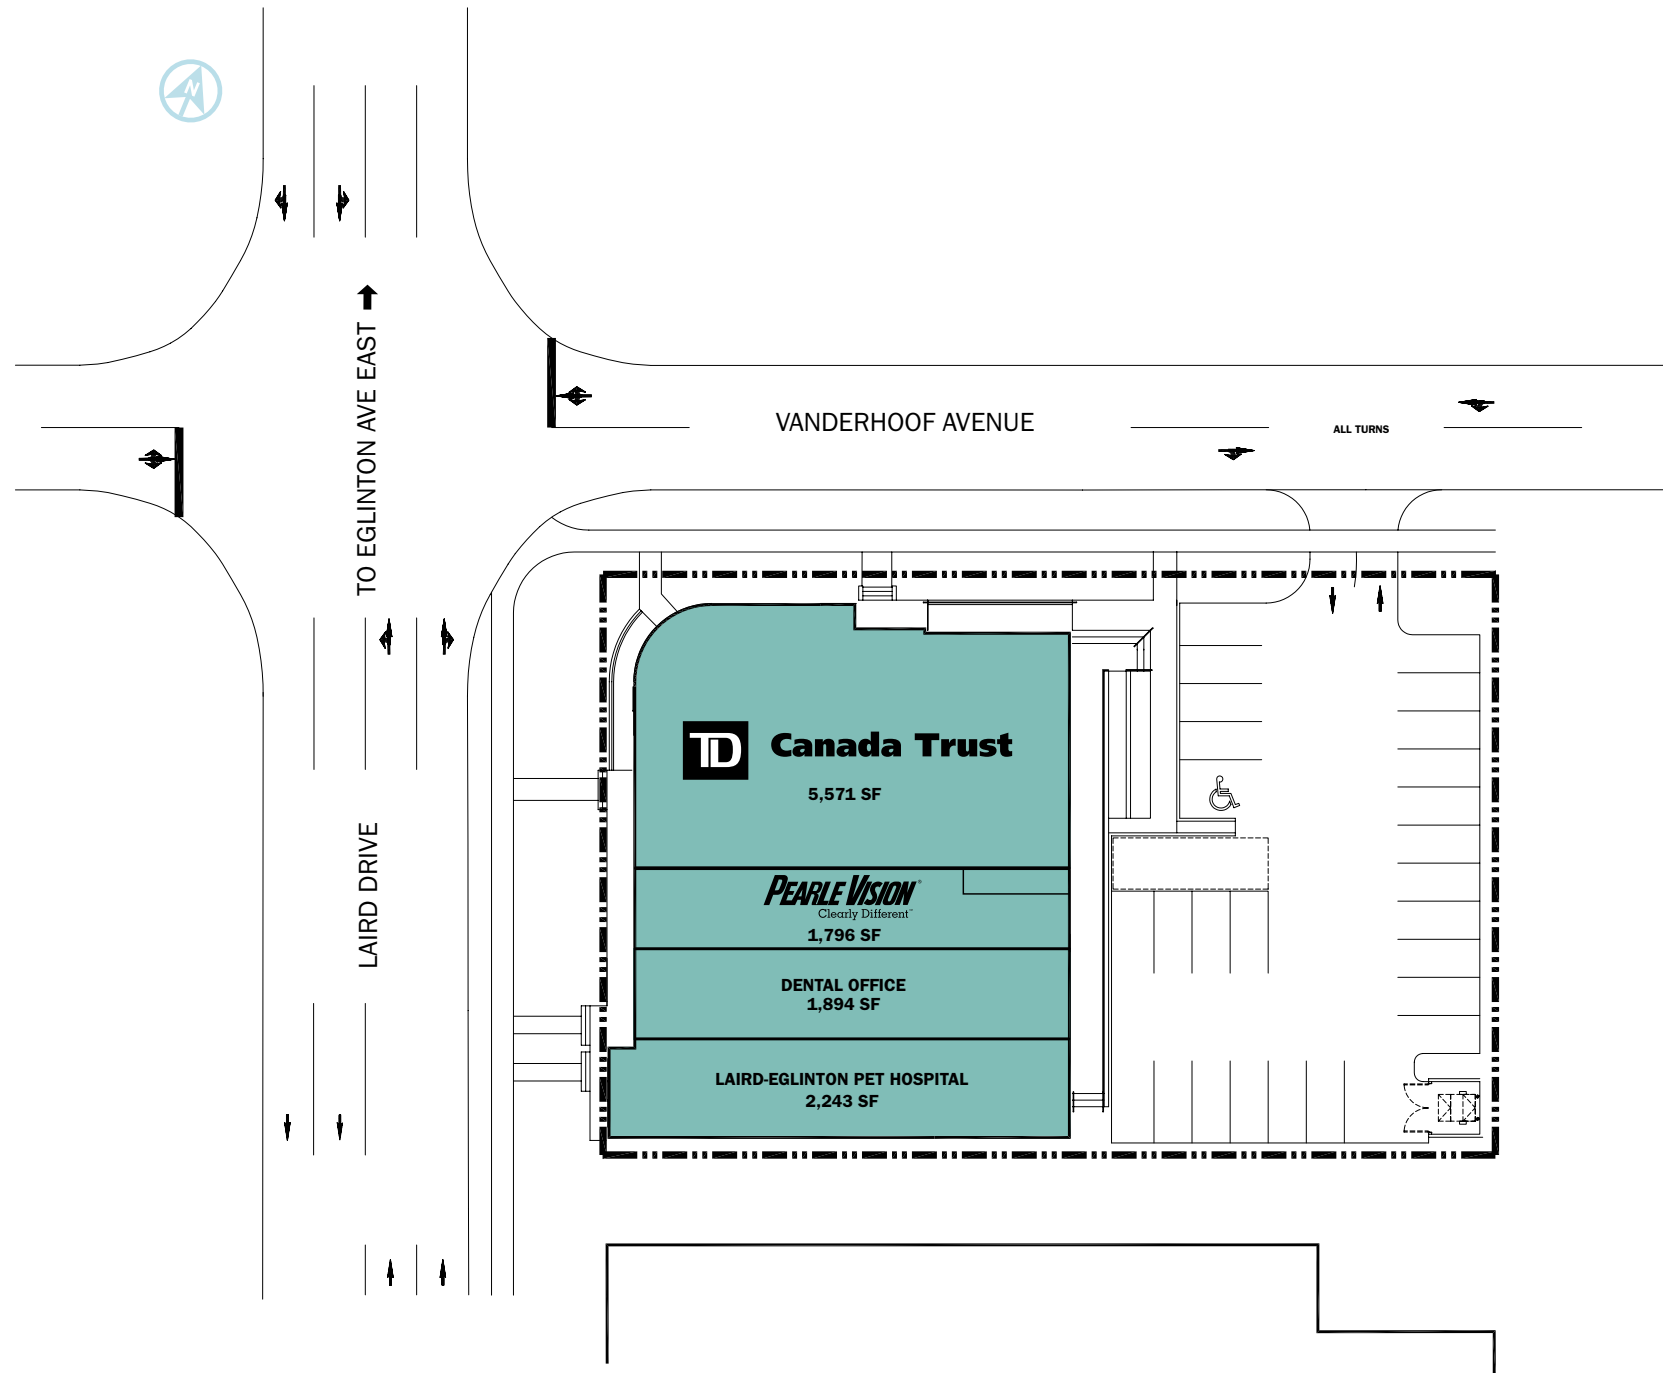 N
TO EGLINTON AVE EAST
VANDERHOOF AVENUE
ALL TURNS
LAIRD DRIVE
TD Canada Trust
5,571 SF
PEARLE VISION®
Clearly Different™
1,796 SF
DENTAL OFFICE
1,894 SF
LAIRD-EGLINTON PET HOSPITAL
2,243 SF